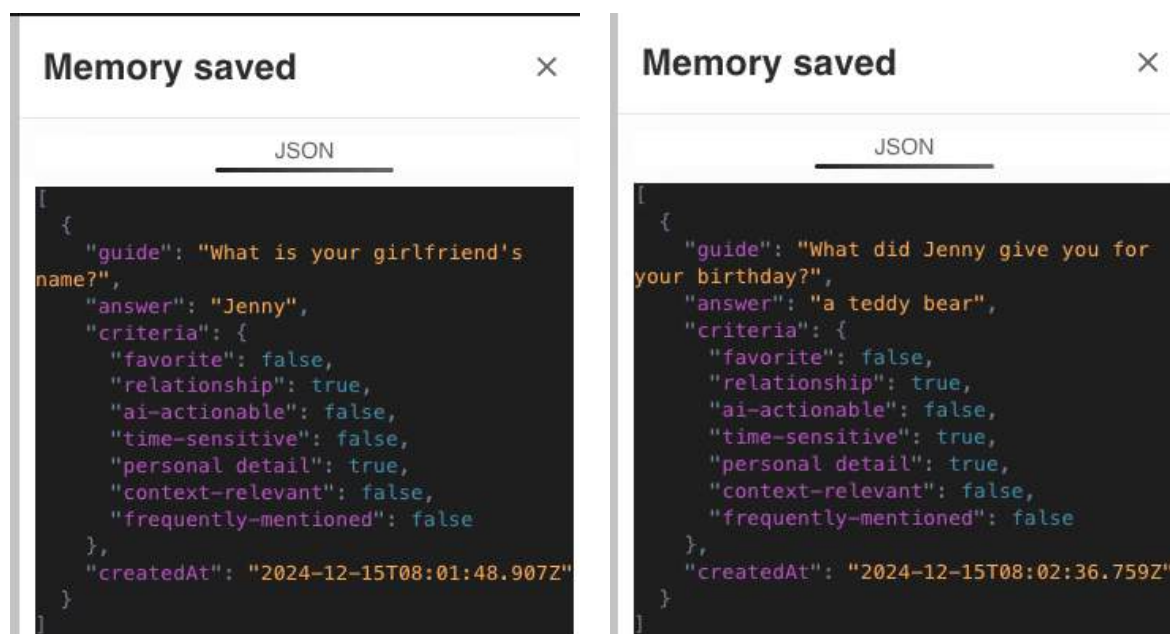 Memory saved ×
JSON
[
{
"guide": "What is your girlfriend's
name?",
"answer": "Jenny",
"criteria": {
"favorite": false,
"relationship": true,
"ai-actionable": false,
"time-sensitive": false,
"personal detail": true,
"context-relevant": false,
"frequently-mentioned": false
},
"createdAt": "2024-12-15T08:01:48.907Z"
}
]
Memory saved ×
JSON
[
{
"guide": "What did Jenny give you for
your birthday?",
"answer": "a teddy bear",
"criteria": {
"favorite": false,
"relationship": true,
"ai-actionable": false,
"time-sensitive": true,
"personal detail": true,
"context-relevant": false,
"frequently-mentioned": false
},
"createdAt": "2024-12-15T08:02:36.759Z"
}
]